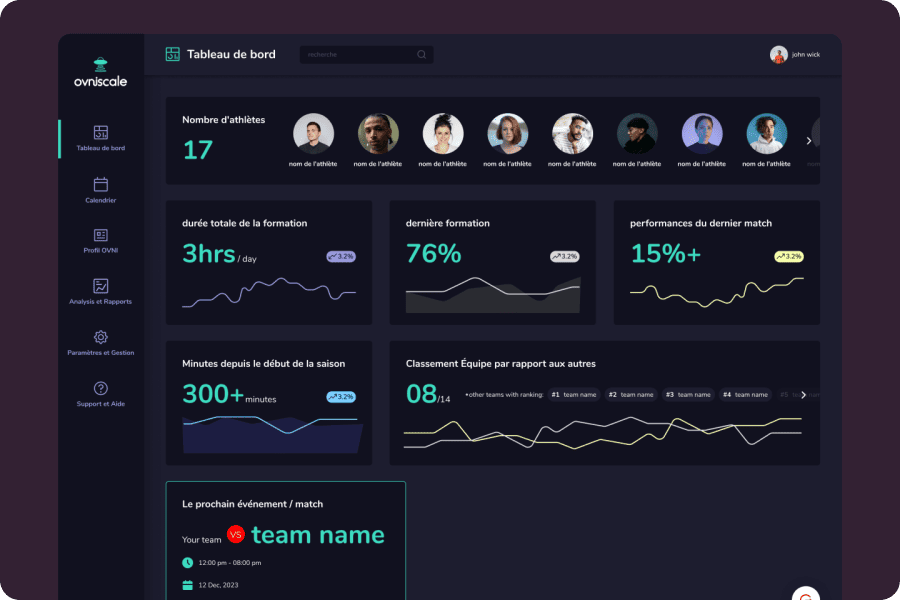 ovniscale
Tableau de bord
Calendrier
Profil OVNI
Analysis et Rapports
Paramètres et Gestion
Support et Aide
Tableau de bord
recherche
john wick
Nombre d'athlètes
17
nom de l'athlète
nom de l'athlète
nom de l'athlète
nom de l'athlète
nom de l'athlète
nom de l'athlète
nom de l'athlète
nom de l'athlète
durée totale de la formation
3hrs / day
3.2%
dernière formation
76%
3.2%
performances du dernier match
15%+
3.2%
Minutes depuis le début de la saison
300+ minutes
3.2%
Classement Équipe par rapport aux autres
08/14
•other teams with ranking:
#1 team name
#2 team name
#3 team name
#4 team name
Le prochain événement / match
Your team VS team name
12:00 pm - 08:00 pm
12 Dec, 2023